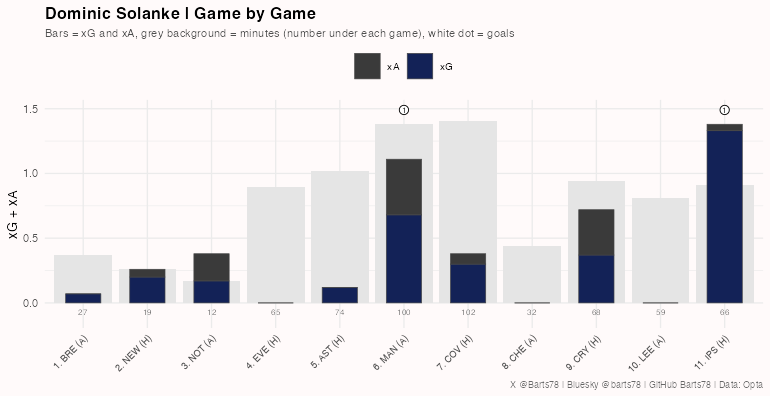 Dominic Solanke | Game by Game
Bars = xG and xA, grey background = minutes (number under each game), white dot = goals
xA xG
xG + xA
1.5
1.0
0.5
0.0
1 1
27 19 12 65 74 100 102 32 68 59 66
1. BRE (A) 2. NEW (H) 3. NOT (A) 4. EVE (H) 5. AST (H) 6. MAN (A) 7. COV (H) 8. CHE (A) 9. CRY (H) 10. LEE (A) 11. IPS (H)
X @Barts78 | Bluesky @barts78 | GitHub Barts78 | Data: Opta